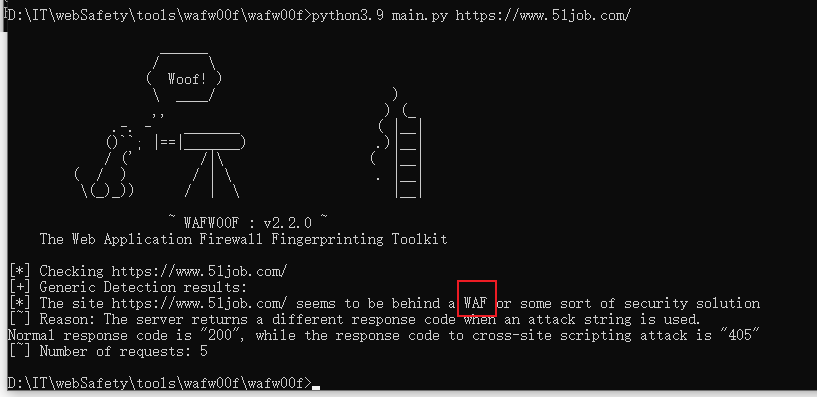 D:\IT\webSafety\tools\wafw00f\wafw00f>python3.9 main.py https://www.51job.com/
Woof!
~ WAFW00F : v2.2.0 ~
The Web Application Firewall Fingerprinting Toolkit
[*] Checking https://www.51job.com/
[+] Generic Detection results:
[*] The site https://www.51job.com/ seems to be behind a WAF or some sort of security solution
[~] Reason: The server returns a different response code when an attack string is used.
Normal response code is "200", while the response code to cross-site scripting attack is "405"
[~] Number of requests: 5
D:\IT\webSafety\tools\wafw00f\wafw00f>